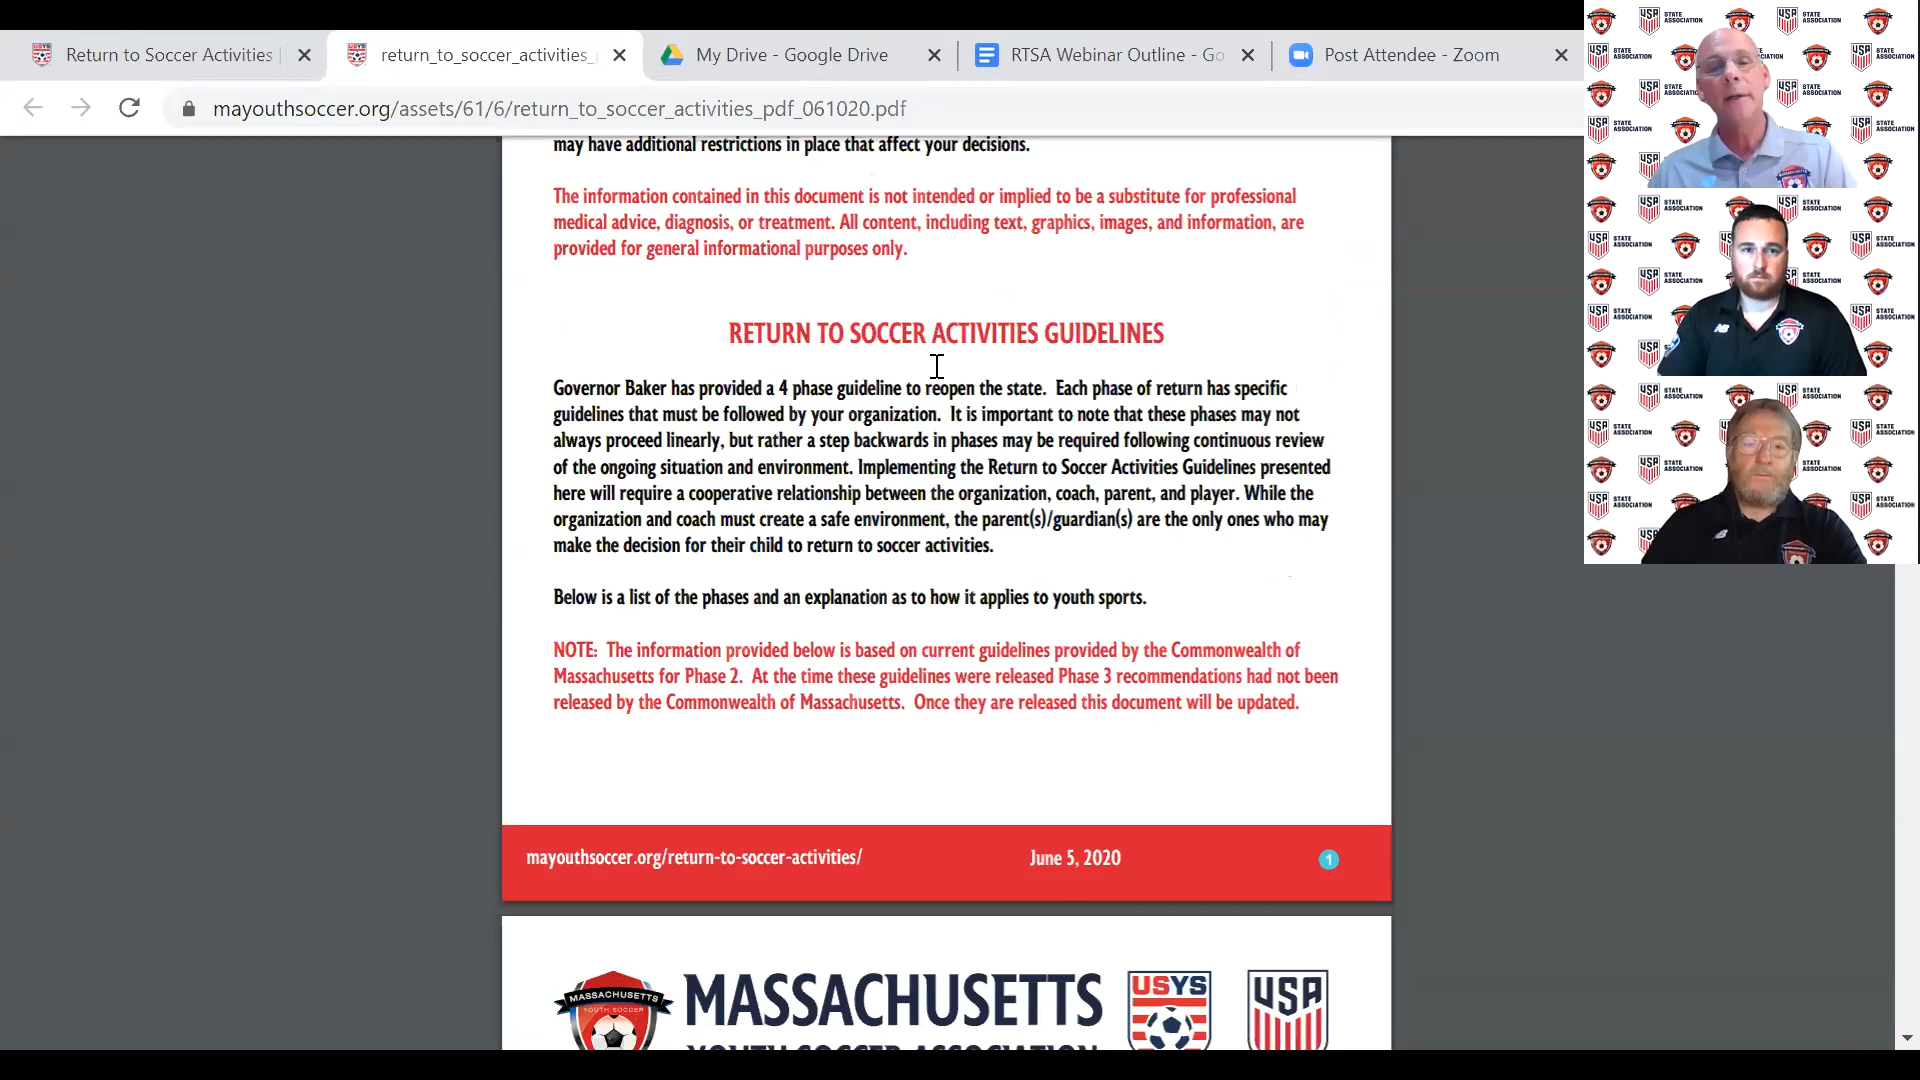 Return to Soccer Activities
return_to_soccer_activities_
My Drive - Google Drive
RTSA Webinar Outline - Go
Post Attendee - Zoom
mayouthsoccer.org/assets/61/6/return_to_soccer_activities_pdf_061020.pdf
may have additional restrictions in place that affect your decisions.
The information contained in this document is not intended or implied to be a substitute for professional
medical advice, diagnosis, or treatment. All content, including text, graphics, images, and information, are
provided for general informational purposes only.
RETURN TO SOCCER ACTIVITIES GUIDELINES
Governor Baker has provided a 4 phase guideline to reopen the state. Each phase of return has specific
guidelines that must be followed by your organization. It is important to note that these phases may not
always proceed linearly, but rather a step backwards in phases may be required following continuous review
of the ongoing situation and environment. Implementing the Return to Soccer Activities Guidelines presented
here will require a cooperative relationship between the organization, coach, parent, and player. While the
organization and coach must create a safe environment, the parent(s)/guardian(s) are the only ones who may
make the decision for their child to return to soccer activities.
Below is a list of the phases and an explanation as to how it applies to youth sports.
NOTE: The information provided below is based on current guidelines provided by the Commonwealth of
Massachusetts for Phase 2. At the time these guidelines were released Phase 3 recommendations had not been
released by the Commonwealth of Massachusetts. Once they are released this document will be updated.
mayouthsoccer.org/return-to-soccer-activities/ June 5, 2020 1
MASSACHUSETTS
YOUTH SOCCER
MASSACHUSETTS
YOUTH SOCCER ASSOCIATION
USYS
USA
USA STATE ASSOCIATION